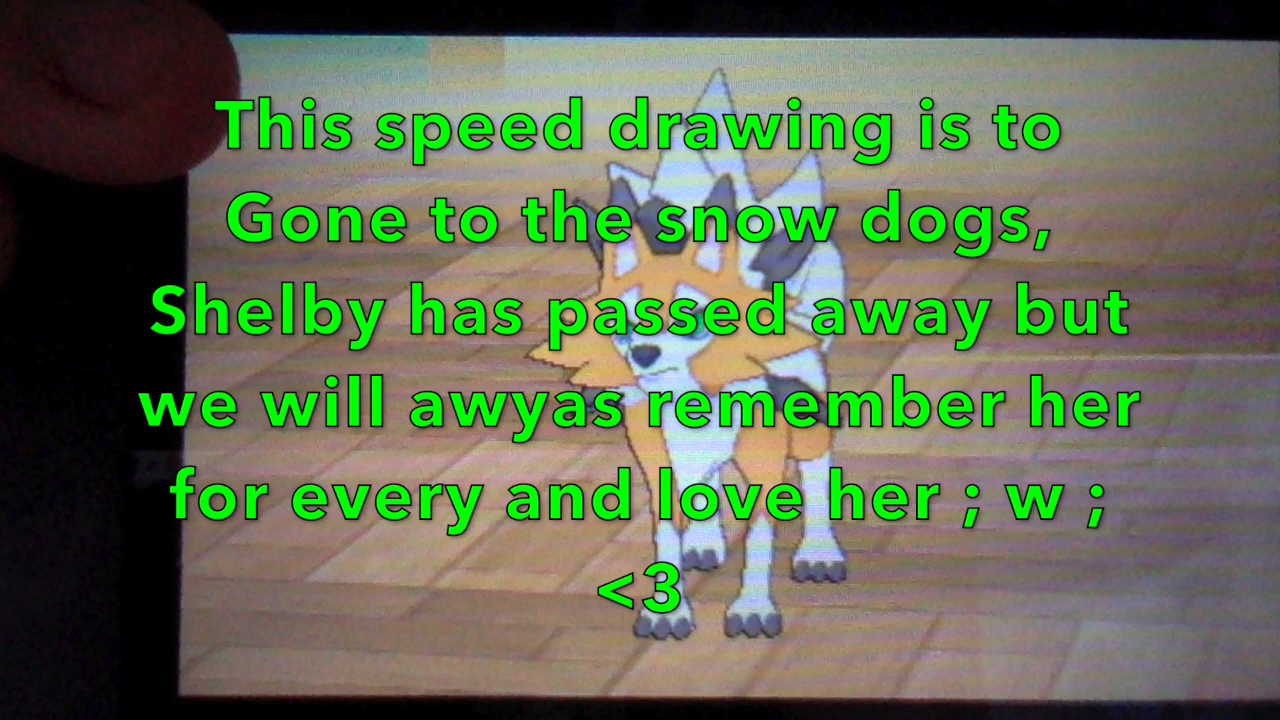 This speed drawing is to
Gone to the snow dogs,
Shelby has passed away but
we will awyas remember her
for every and love her ; w ;
<3